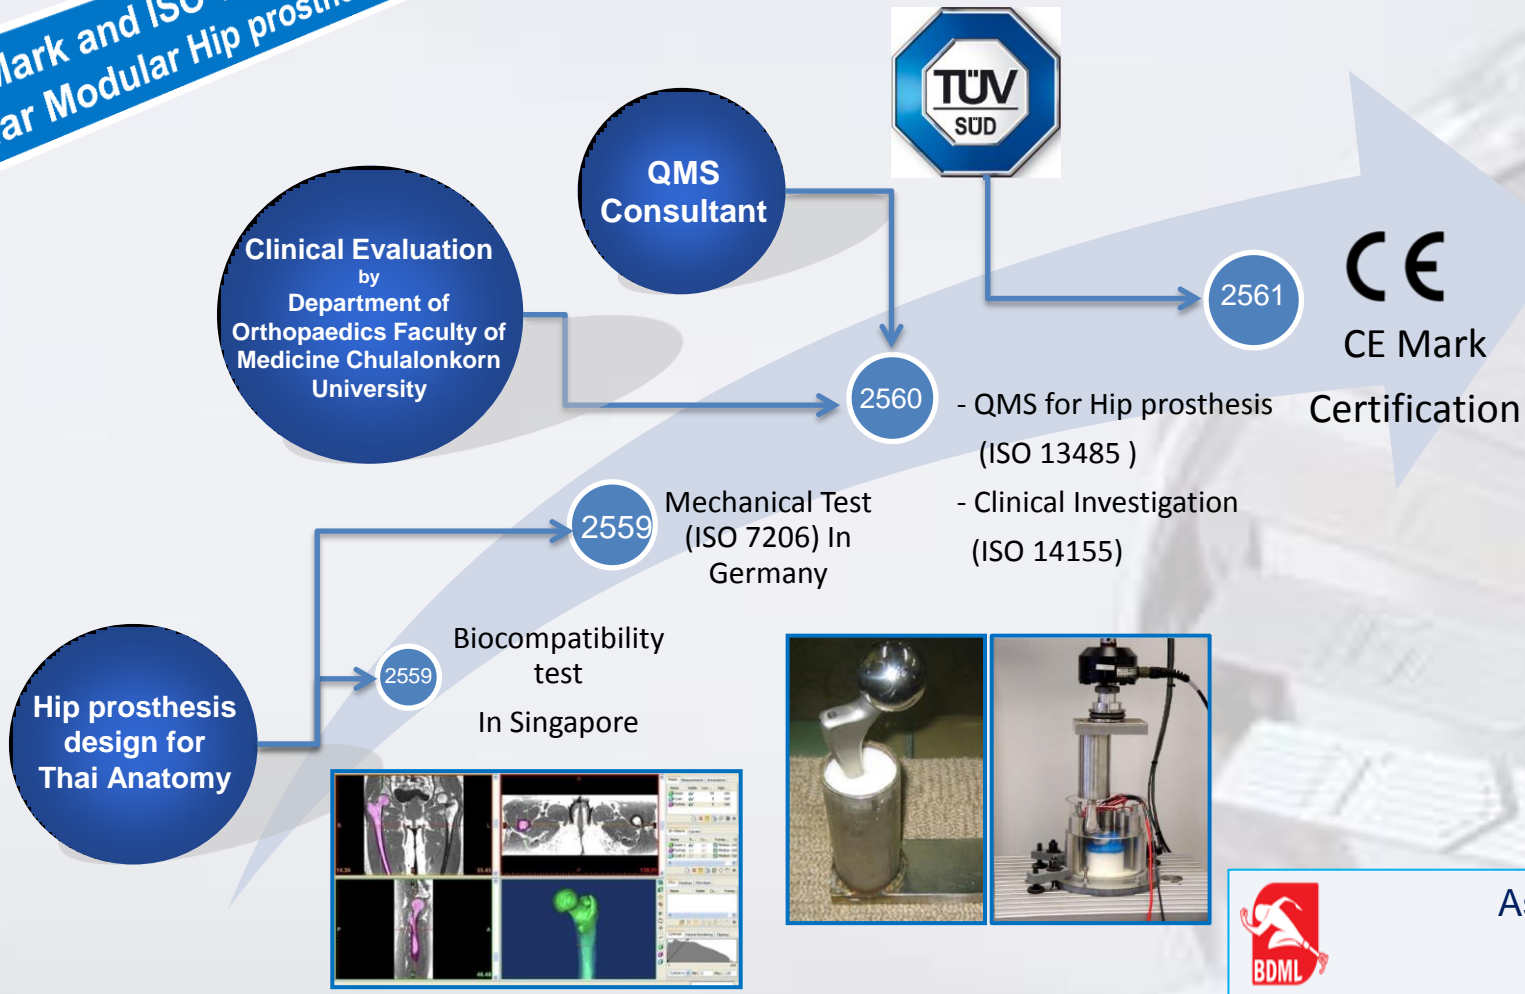 Mark and ISO
ar Modular Hip
TÜV
SÜD
QMS
Consultant
Clinical Evaluation
by
Department of
Orthopaedics Faculty of
Medicine Chulalonkorn
University
2561
CE
CE Mark
Certification
2560
- QMS for Hip prosthesis
(ISO 13485 )
- Clinical Investigation
(ISO 14155)
2559
Mechanical Test
(ISO 7206) In
Germany
2559
Biocompatibility
test
In Singapore
Hip prosthesis
design for
Thai Anatomy
BDML